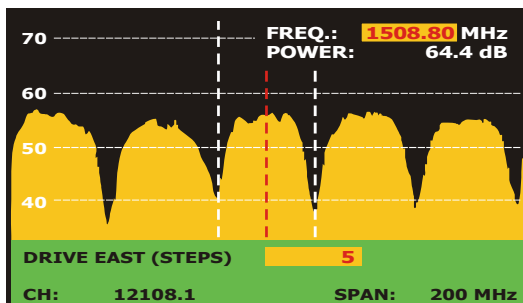 FREQ.: 1508.80 MHz
POWER: 64.4 dB
70
60
50
40
DRIVE EAST (STEPS) 5
CH: 12108.1 SPAN: 200 MHz